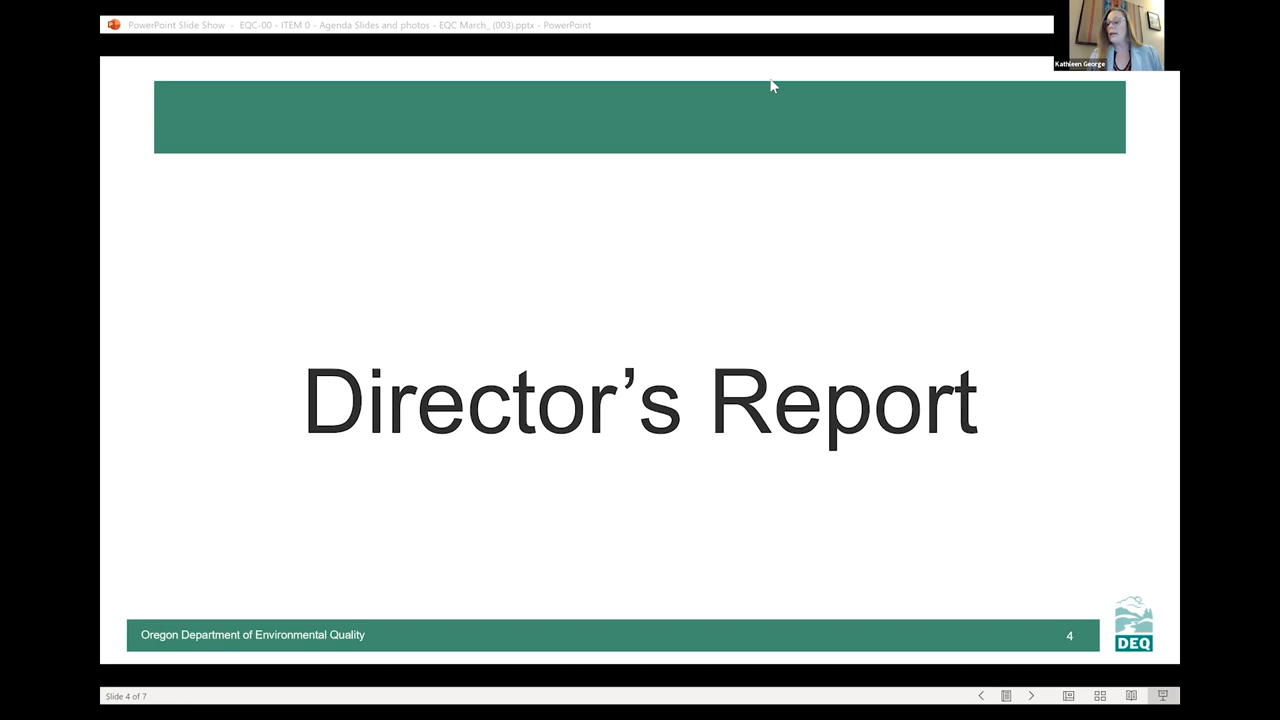 PowerPoint Slide Show - EQC-00 - ITEM 0 - Agenda Slides and photos - EQC March_ (003).pptx - PowerPoint
Kathleen George
Director’s Report
Oregon Department of Environmental Quality
4
DEQ
Slide 4 of 7